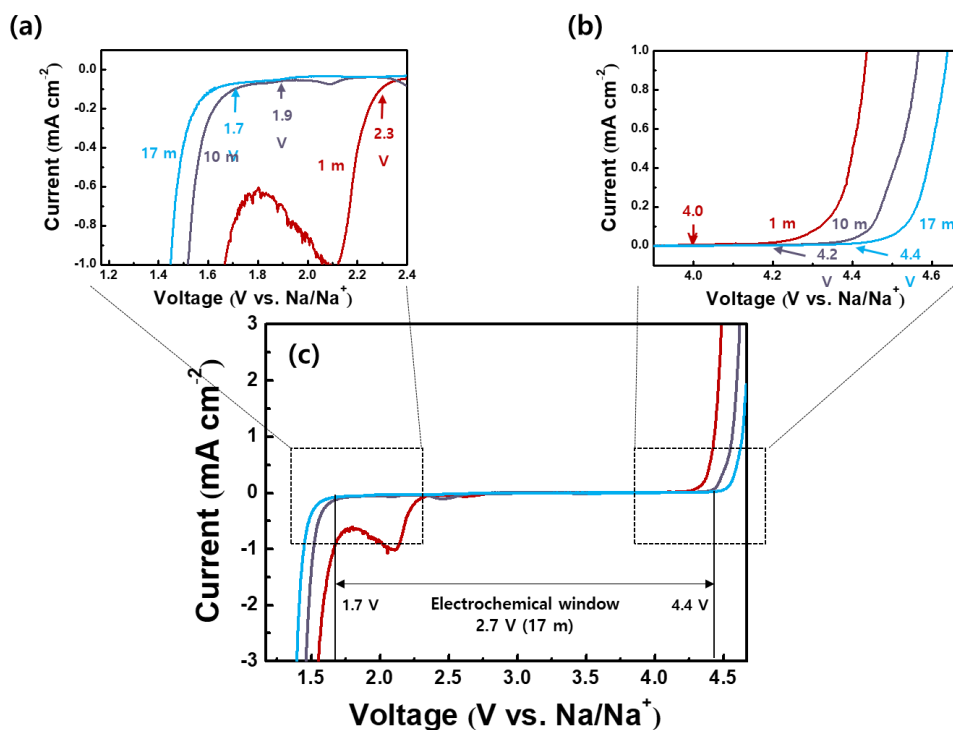 (a)
Current (mA cm-2)
0.0
-0.2
-0.4
-0.6
-0.8
-1.0
17 m
10 m
1 m
1.7
V
1.9
V
2.3
V
1.2 1.4 1.6 1.8 2.0 2.2 2.4
Voltage (V vs. Na/Na+)
(b)
Current (mA cm-2)
1.0
0.8
0.6
0.4
0.2
0.0
4.0
1 m
10 m
17 m
4.2
V
4.4
V
4.0 4.2 4.4 4.6
Voltage (V vs. Na/Na+)
(c)
Current (mA cm-2)
3
2
1
0
-1
-2
-3
1.7 V
Electrochemical window
2.7 V (17 m)
4.4 V
1.5 2.0 2.5 3.0 3.5 4.0 4.5
Voltage (V vs. Na/Na+)